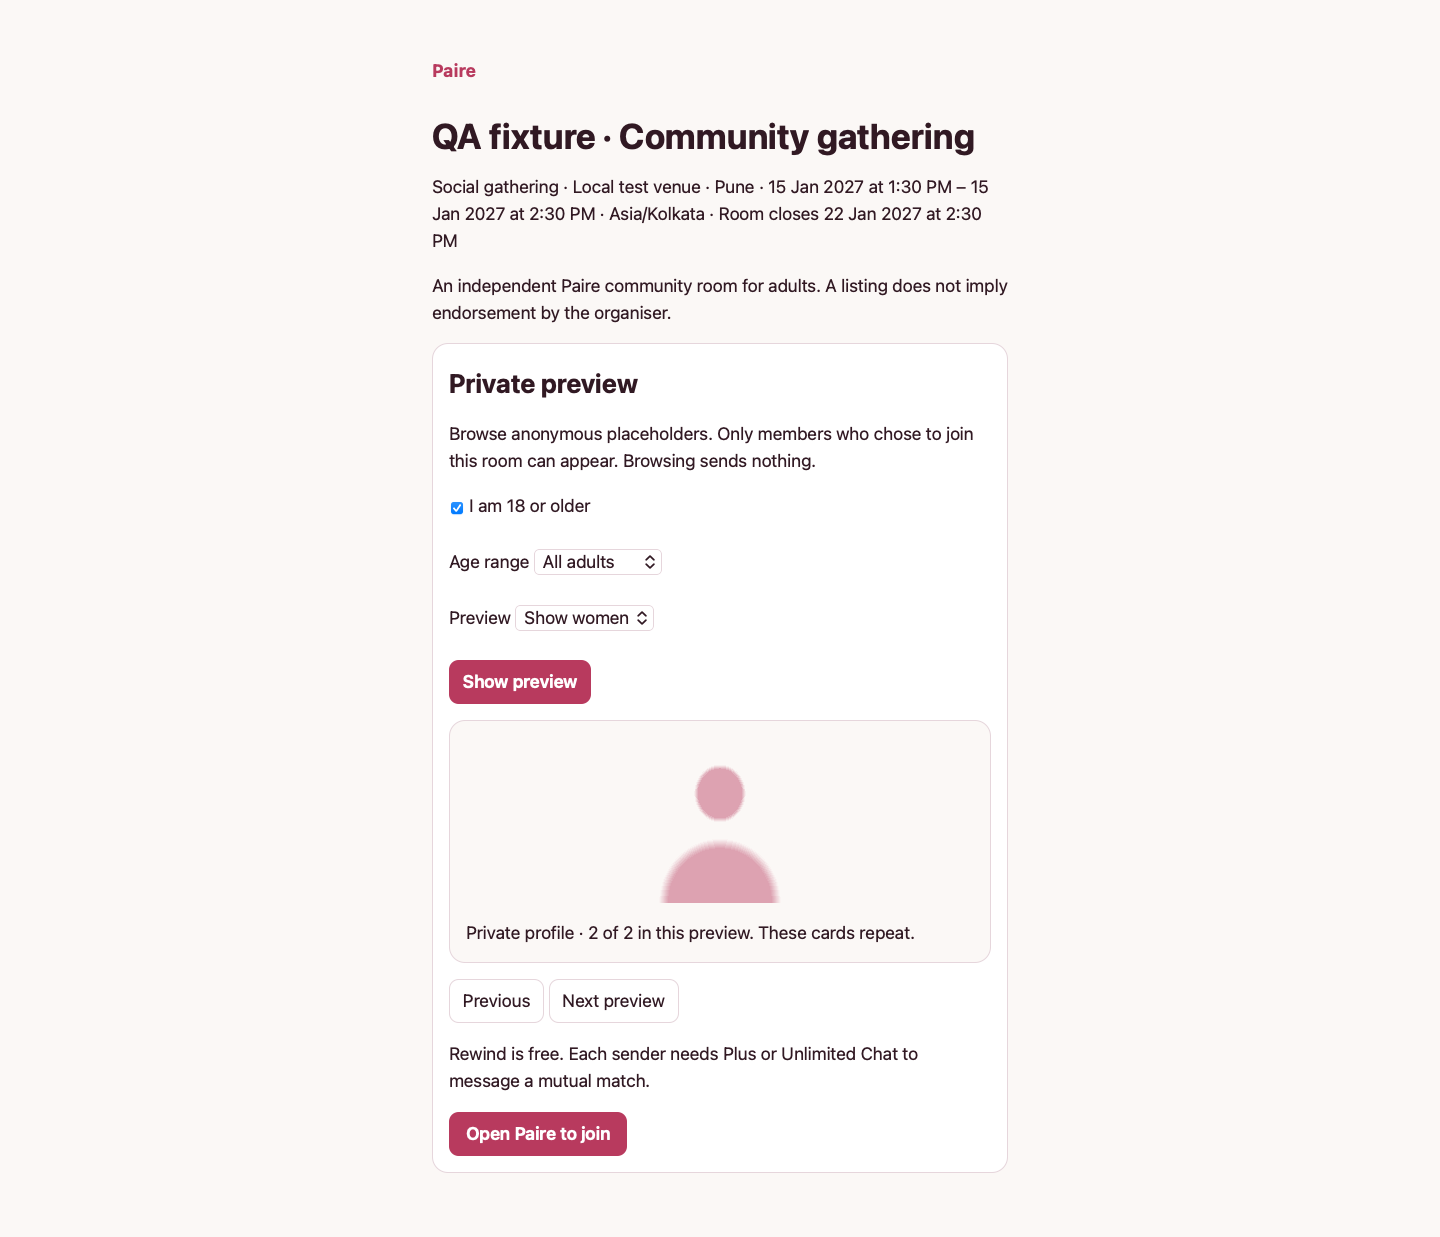 Paire
QA fixture · Community gathering
Social gathering · Local test venue · Pune · 15 Jan 2027 at 1:30 PM – 15
Jan 2027 at 2:30 PM · Asia/Kolkata · Room closes 22 Jan 2027 at 2:30
PM
An independent Paire community room for adults. A listing does not imply
endorsement by the organiser.
Private preview
Browse anonymous placeholders. Only members who chose to join
this room can appear. Browsing sends nothing.
I am 18 or older
Age range All adults
Preview Show women
Show preview
Private profile · 2 of 2 in this preview. These cards repeat.
Previous Next preview
Rewind is free. Each sender needs Plus or Unlimited Chat to
message a mutual match.
Open Paire to join